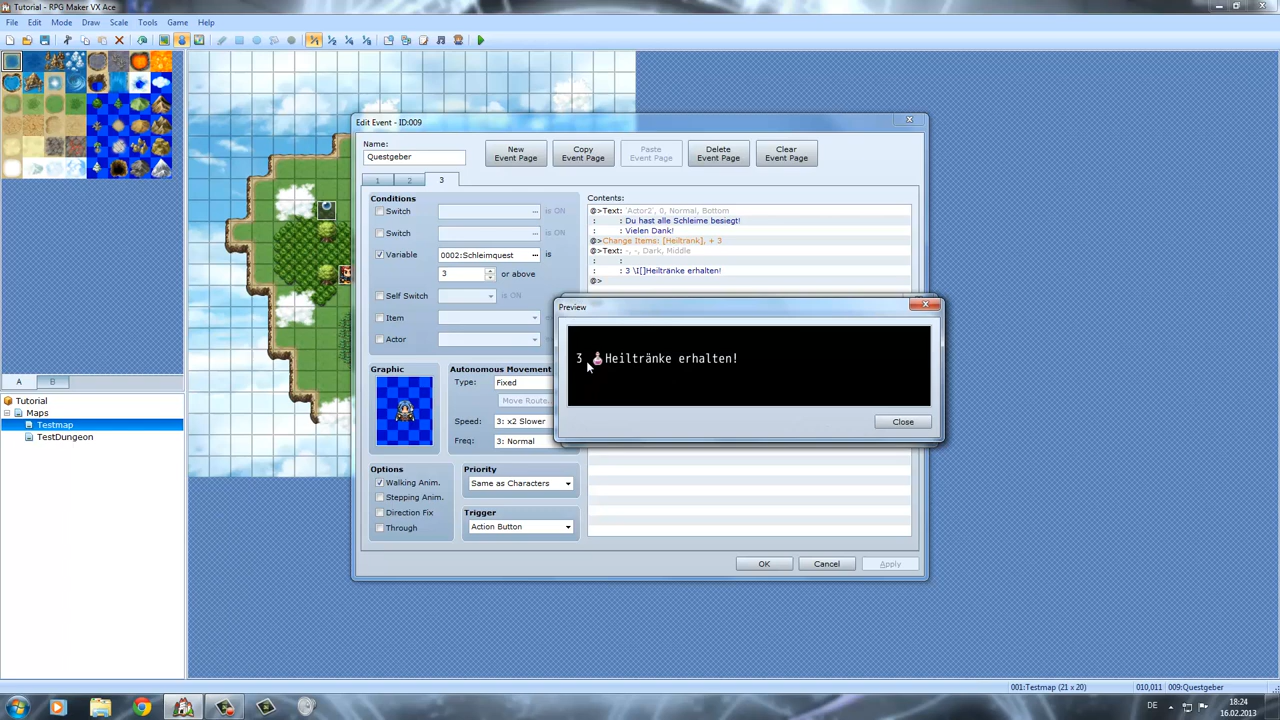 Tutorial - RPG Maker VX Ace
File Edit Mode Draw Scale Tools Game Help
Edit Event - ID:009
Name:
Questgeber
New Event Page
Copy Event Page
Paste Event Page
Delete Event Page
Clear Event Page
1 2 3
Conditions
Switch ... is ON
Switch ... is ON
Variable 0002:Schleimquest ... is
3 or above
Self Switch is ON
Item
Actor
Graphic
Autonomous Movement
Type: Fixed
Move Route...
Speed: 3: x2 Slower
Freq: 3: Normal
Options
Walking Anim.
Stepping Anim.
Direction Fix
Through
Priority
Same as Characters
Trigger
Action Button
Contents:
@>Text: `Actor2`, 0, Normal, Bottom
: : Du hast alle Schleime besiegt!
: : Vielen Dank!
@>Change Items: [Heiltrank], + 3
@>Text: -, -, Dark, Middle
: :
: : 3 \I[]Heiltränke erhalten!
@>
Preview
3 Heiltränke erhalten!
Close
OK Cancel Apply
A B
Tutorial
Maps
Testmap
TestDungeon
001:Testmap (21 x 20) 010,011 009:Questgeber
DE 18:24
16.02.2013